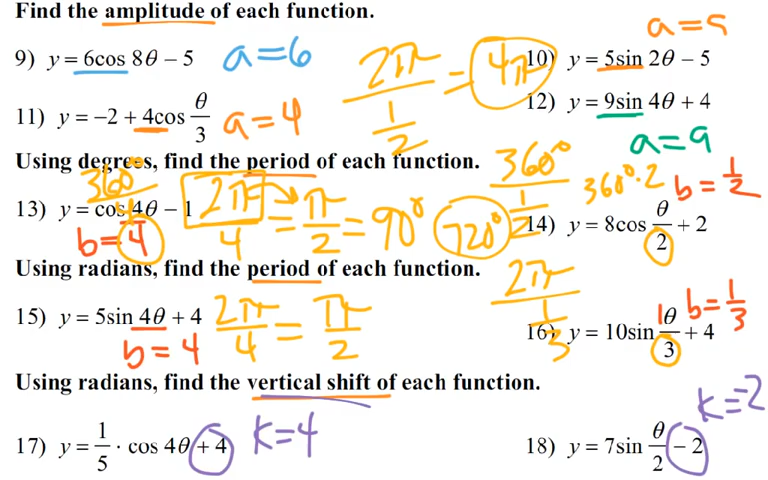 Find the amplitude of each function.
a = 9
9) y = 6cos 8θ − 5
a = 6
2π / (1/2) = 4π
10) y = 5sin 2θ − 5
11) y = −2 + 4cos θ/3
a = 4
12) y = 9sin 4θ + 4
a = 9
Using degrees, find the period of each function.
360° / 4
360° / (1/2)
360° · 2
b = 1/2
13) y = cos 4θ − 1
b = 4
2π/4 = π/2 = 90°
720°
14) y = 8cos θ/2 + 2
Using radians, find the period of each function.
15) y = 5sin 4θ + 4
b = 4
2π/4 = π/2
2π / (1/3)
16) y = 10sin 1θ/3 + 4
b = 1/3
Using radians, find the vertical shift of each function.
17) y = 1/5 · cos 4θ + 4
K = 4
18) y = 7sin θ/2 − 2
K = −2